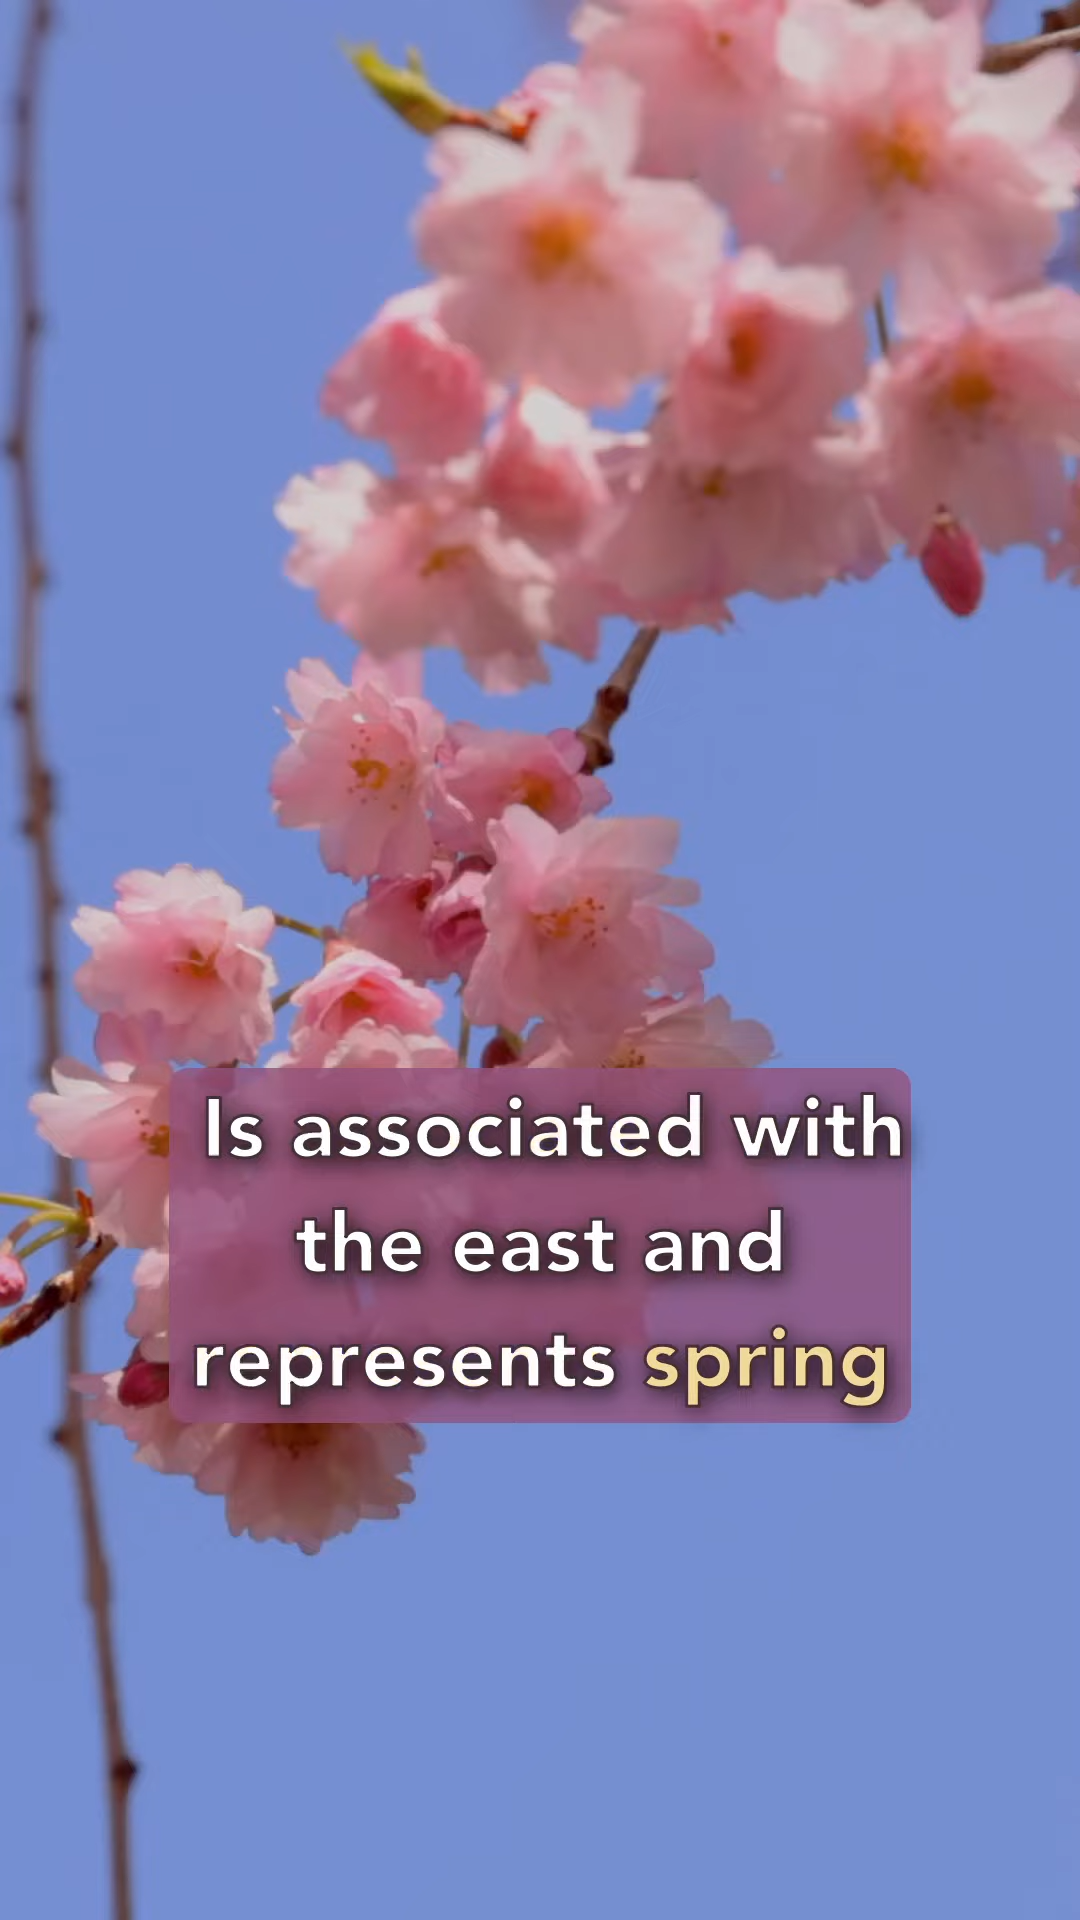 Is associated with
the east and
represents spring